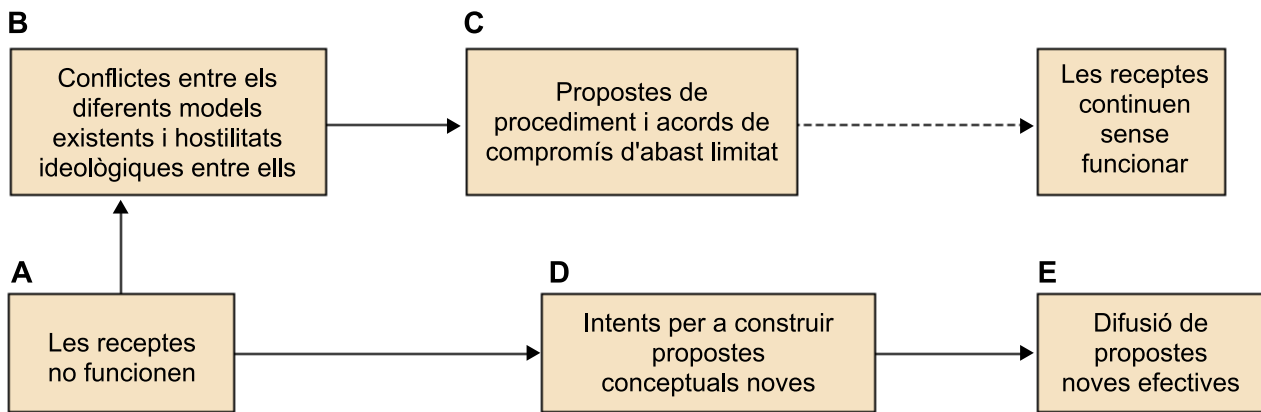 B
Conflictes entre els
diferents models
existents i hostilitats
ideològiques entre ells
C
Propostes de
procediment i acords de
compromís d'abast limitat
Les receptes
continuen
sense
funcionar
A
Les receptes
no funcionen
D
Intents per a construir
propostes
conceptuals noves
E
Difusió de
propostes
noves efectives